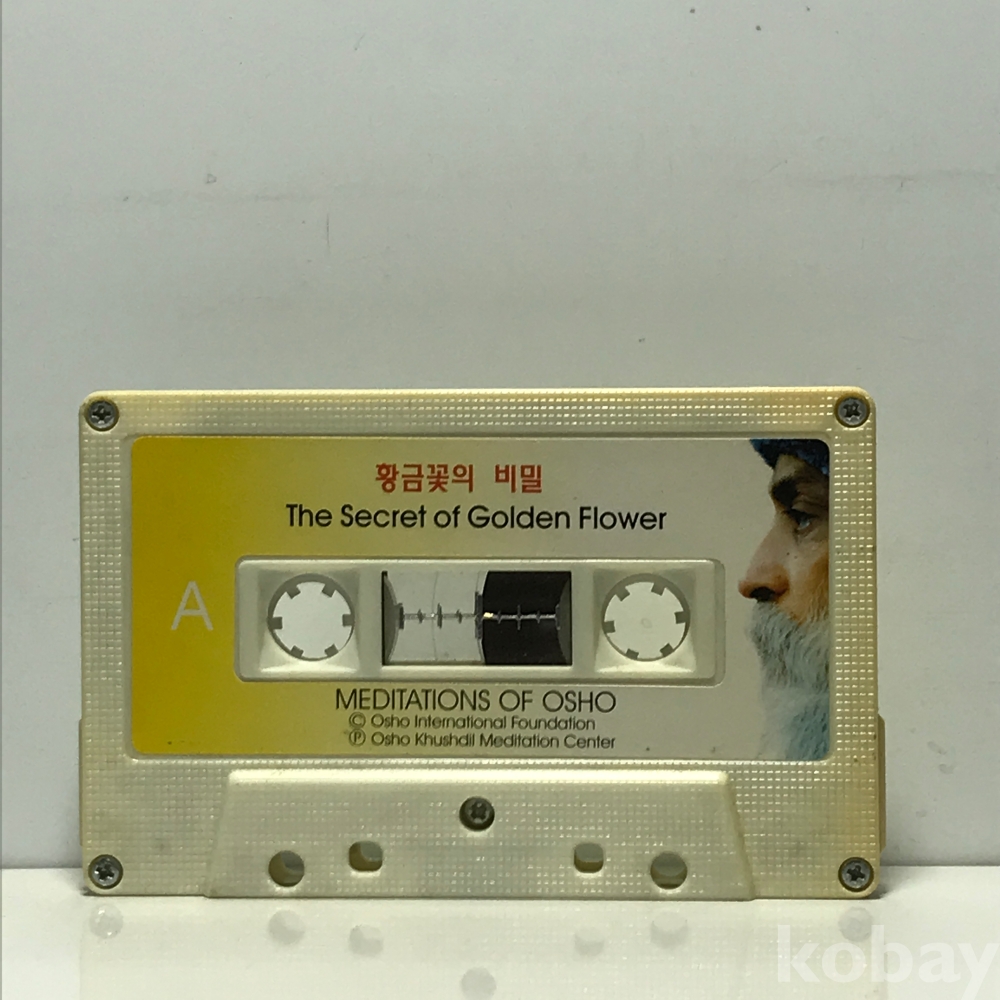 황금꽃의 비밀
The Secret of Golden Flower
A
MEDITATIONS OF OSHO
© Osho International Foundation
℗ Osho Khushdil Meditation Center
kobay